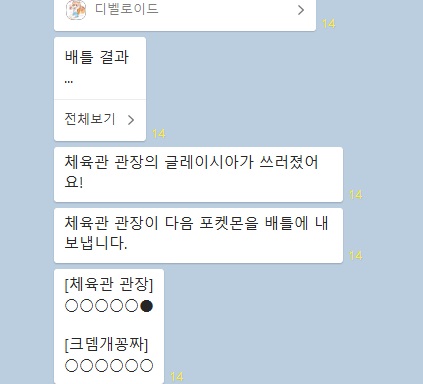 디벨로이드
14
배틀 결과
...
전체보기
14
체육관 관장의 글레이시아가 쓰러졌어
요!
14
체육관 관장이 다음 포켓몬을 배틀에 내
보냅니다.
14
[체육관 관장]
○○○○○●
[크뎀개꽁짜]
○○○○○○
14